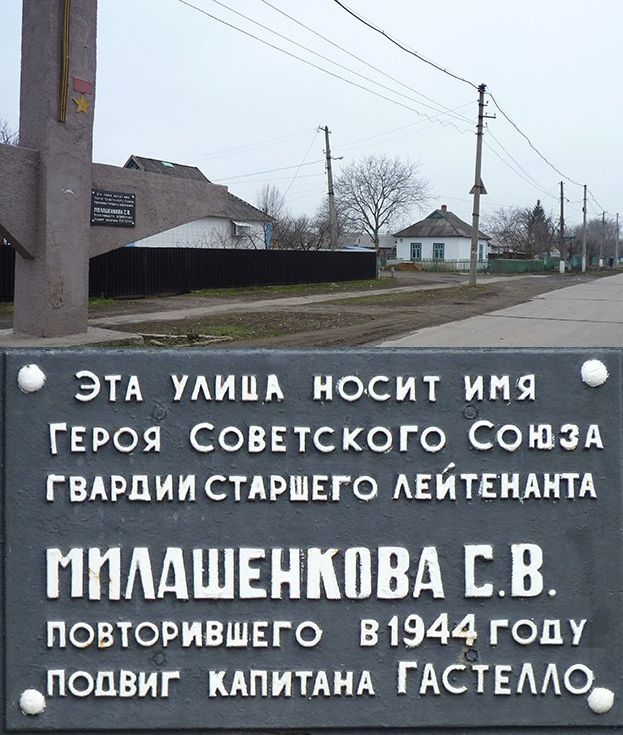 Эта улица носит имя
Героя Советского Союза
гвардии старшего лейтенанта
МИЛАШЕНКОВА С.В.
повторившего в 1944 году
подвиг капитана Гастелло